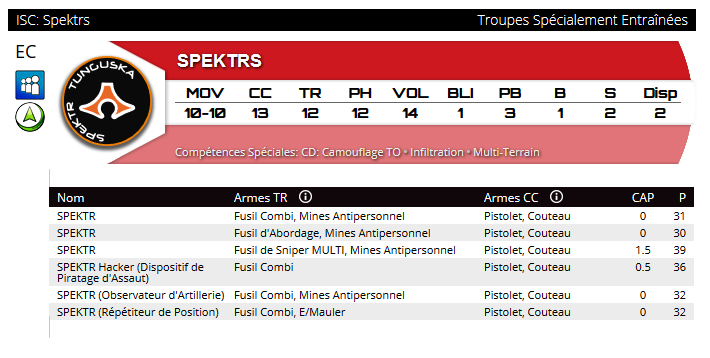 ISC: Spektrs Troupes Spécialement Entraînées
EC
TUNGUSKA
SPEKTR
SPEKTRS
MOV CC TR PH VOL BLI PB B S Disp
10-10 13 12 12 14 1 3 1 2 2
Compétences Spéciales: CD: Camouflage TO • Infiltration • Multi-Terrain
Nom Armes TR Armes CC CAP P
SPEKTR Fusil Combi, Mines Antipersonnel Pistolet, Couteau 0 31
SPEKTR Fusil d'Abordage, Mines Antipersonnel Pistolet, Couteau 0 30
SPEKTR Fusil de Sniper MULTI, Mines Antipersonnel Pistolet, Couteau 1.5 39
SPEKTR Hacker (Dispositif de Fusil Combi Pistolet, Couteau 0.5 36
Piratage d'Assaut)
SPEKTR (Observateur d'Artillerie) Fusil Combi, Mines Antipersonnel Pistolet, Couteau 0 32
SPEKTR (Répétiteur de Position) Fusil Combi, E/Mauler Pistolet, Couteau 0 32